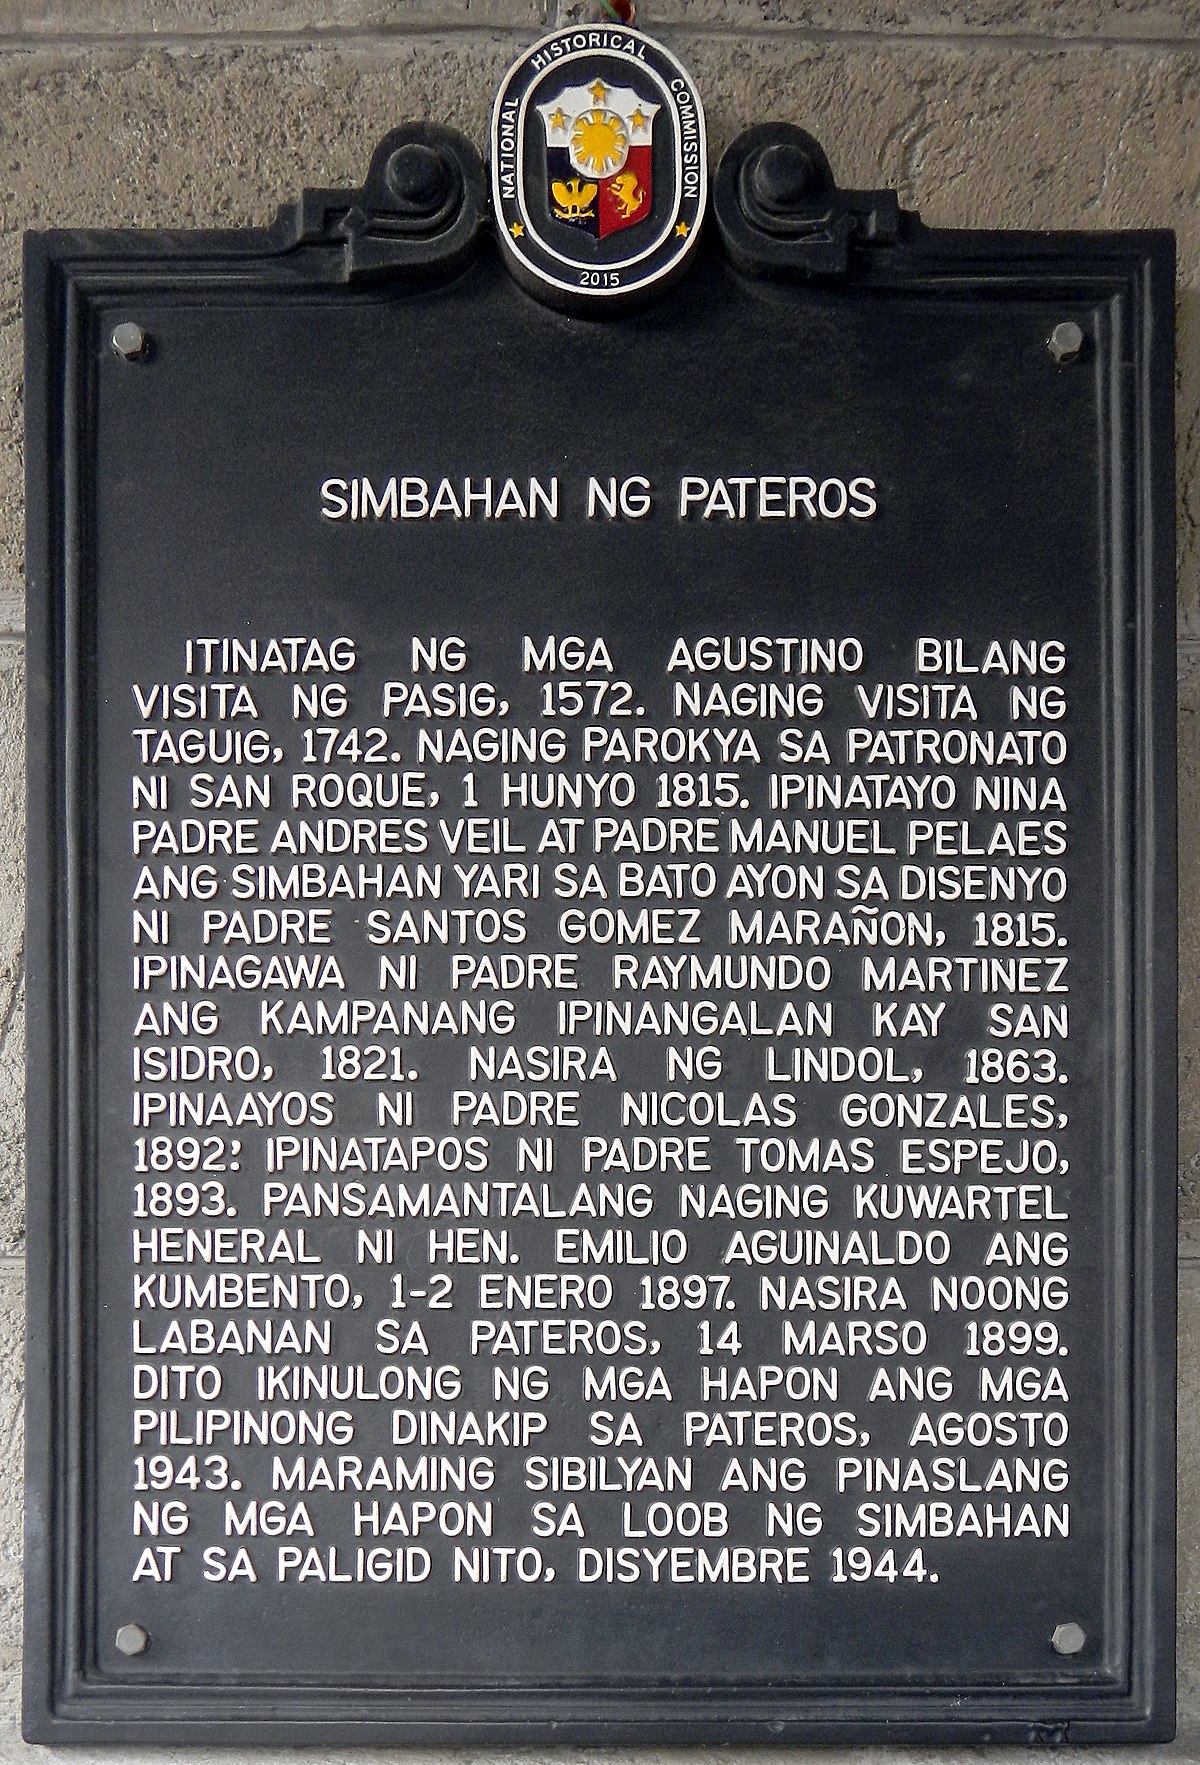 NATIONAL HISTORICAL COMMISSION
2015
SIMBAHAN NG PATEROS
ITINATAG NG MGA AGUSTINO BILANG
VISITA NG PASIG, 1572. NAGING VISITA NG
TAGUIG, 1742. NAGING PAROKYA SA PATRONATO
NI SAN ROQUE, 1 HUNYO 1815. IPINATAYO NINA
PADRE ANDRES VEIL AT PADRE MANUEL PELAES
ANG SIMBAHAN YARI SA BATO AYON SA DISENYO
NI PADRE SANTOS GOMEZ MARAÑON, 1815.
IPINAGAWA NI PADRE RAYMUNDO MARTINEZ
ANG KAMPANANG IPINANGALAN KAY SAN
ISIDRO, 1821. NASIRA NG LINDOL, 1863.
IPINAAYOS NI PADRE NICOLAS GONZALES,
1892; IPINATAPOS NI PADRE TOMAS ESPEJO,
1893. PANSAMANTALANG NAGING KUWARTEL
HENERAL NI HEN. EMILIO AGUINALDO ANG
KUMBENTO, 1-2 ENERO 1897. NASIRA NOONG
LABANAN SA PATEROS, 14 MARSO 1899.
DITO IKINULONG NG MGA HAPON ANG MGA
PILIPINONG DINAKIP SA PATEROS, AGOSTO
1943. MARAMING SIBILYAN ANG PINASLANG
NG MGA HAPON SA LOOB NG SIMBAHAN
AT SA PALIGID NITO, DISYEMBRE 1944.